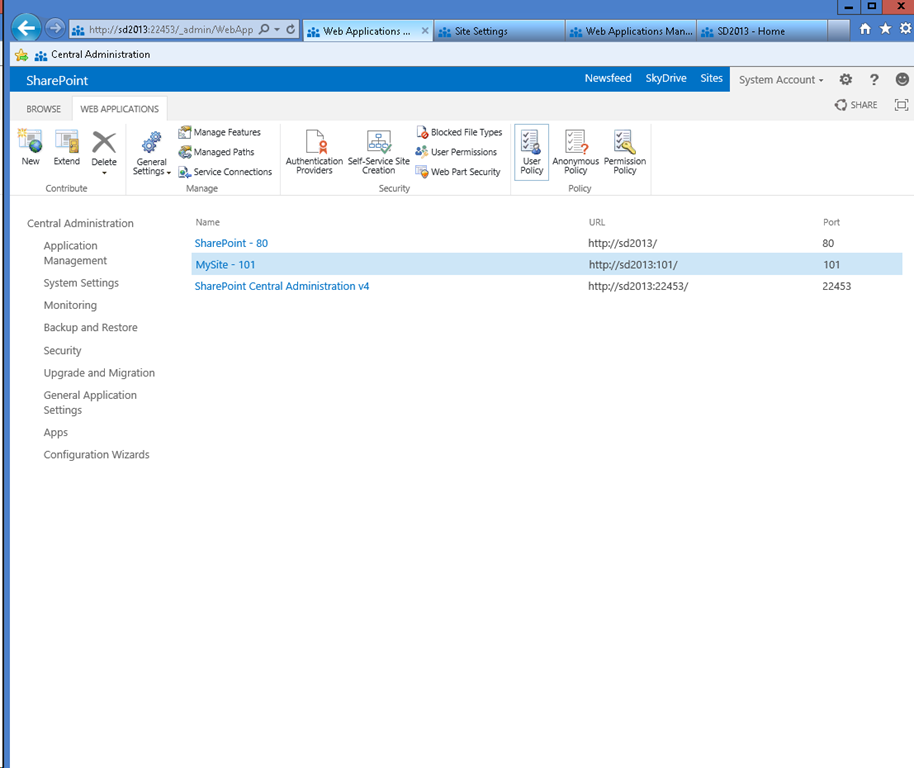 http://sd2013:22453/_admin/WebApp
Web Applications ...
Site Settings
Web Applications Man...
SD2013 - Home
Central Administration
SharePoint
Newsfeed
SkyDrive
Sites
System Account
BROWSE
WEB APPLICATIONS
SHARE
New
Extend
Delete
General
Settings
Manage Features
Managed Paths
Service Connections
Authentication
Providers
Self-Service Site
Creation
Blocked File Types
User Permissions
Web Part Security
User
Policy
Anonymous
Policy
Permission
Policy
Contribute
Manage
Security
Policy
Central Administration
Application
Management
System Settings
Monitoring
Backup and Restore
Security
Upgrade and Migration
General Application
Settings
Apps
Configuration Wizards
Name URL Port
SharePoint - 80 http://sd2013/ 80
MySite - 101 http://sd2013:101/ 101
SharePoint Central Administration v4 http://sd2013:22453/ 22453